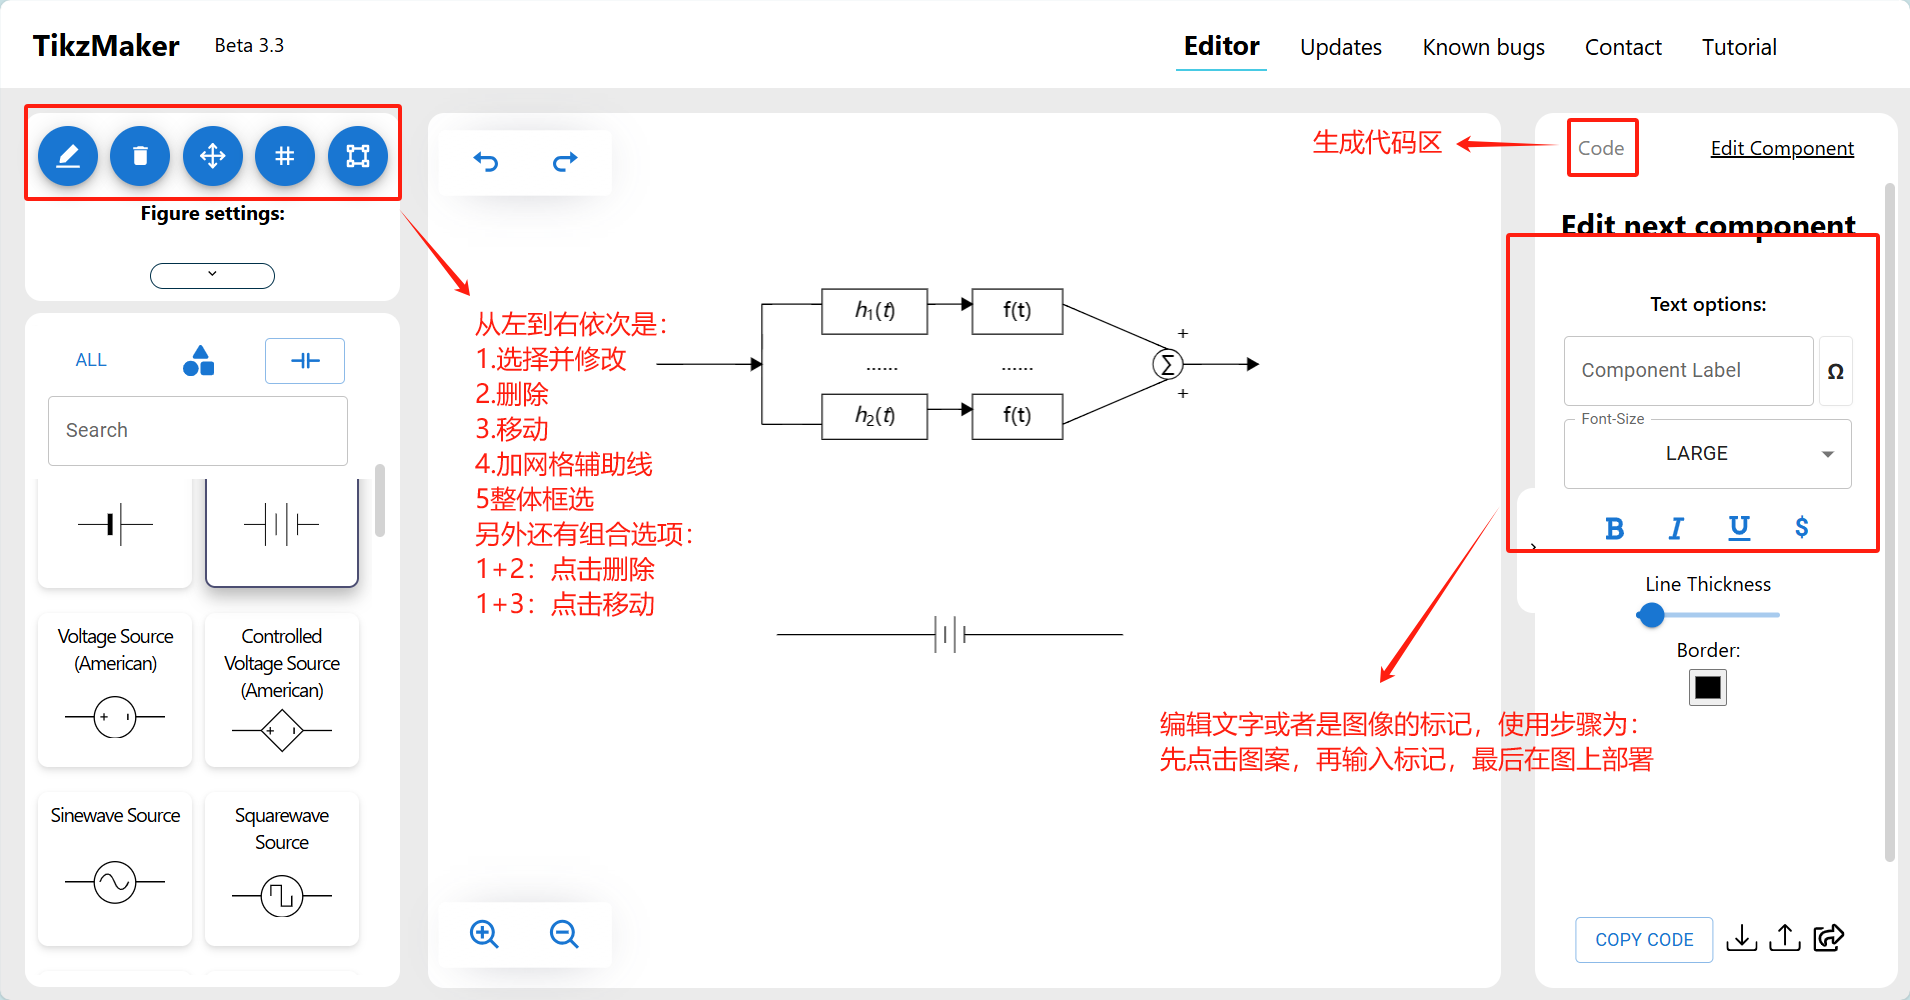 TikzMaker
Beta 3.3
Editor
Updates
Known bugs
Contact
Tutorial
Figure settings:
ALL
Search
Voltage Source
(American)
Controlled
Voltage Source
(American)
Sinewave Source
Squarewave
Source
从左到右依次是：
1.选择并修改
2.删除
3.移动
4.加网格辅助线
5整体框选
另外还有组合选项：
1+2：点击删除
1+3：点击移动
h₁(t)
f(t)
......
......
h₂(t)
f(t)
+
Σ
+
生成代码区
编辑文字或者是图像的标记，使用步骤为：
先点击图案，再输入标记，最后在图上部署
Code
Edit Component
Edit next component
Text options:
Component Label
Ω
Font-Size
LARGE
B I U $
Line Thickness
Border:
COPY CODE